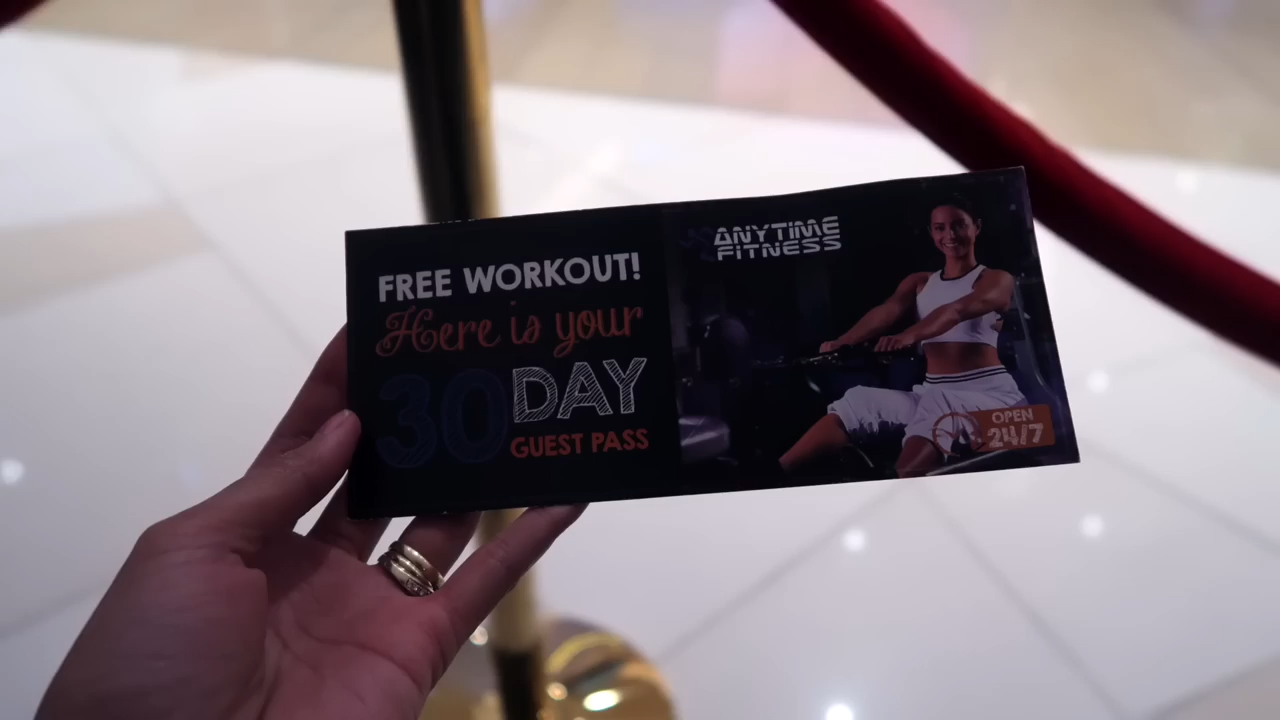 FREE WORKOUT!
Here is your
30 DAY
GUEST PASS
ANYTIME
FITNESS
OPEN
24/7